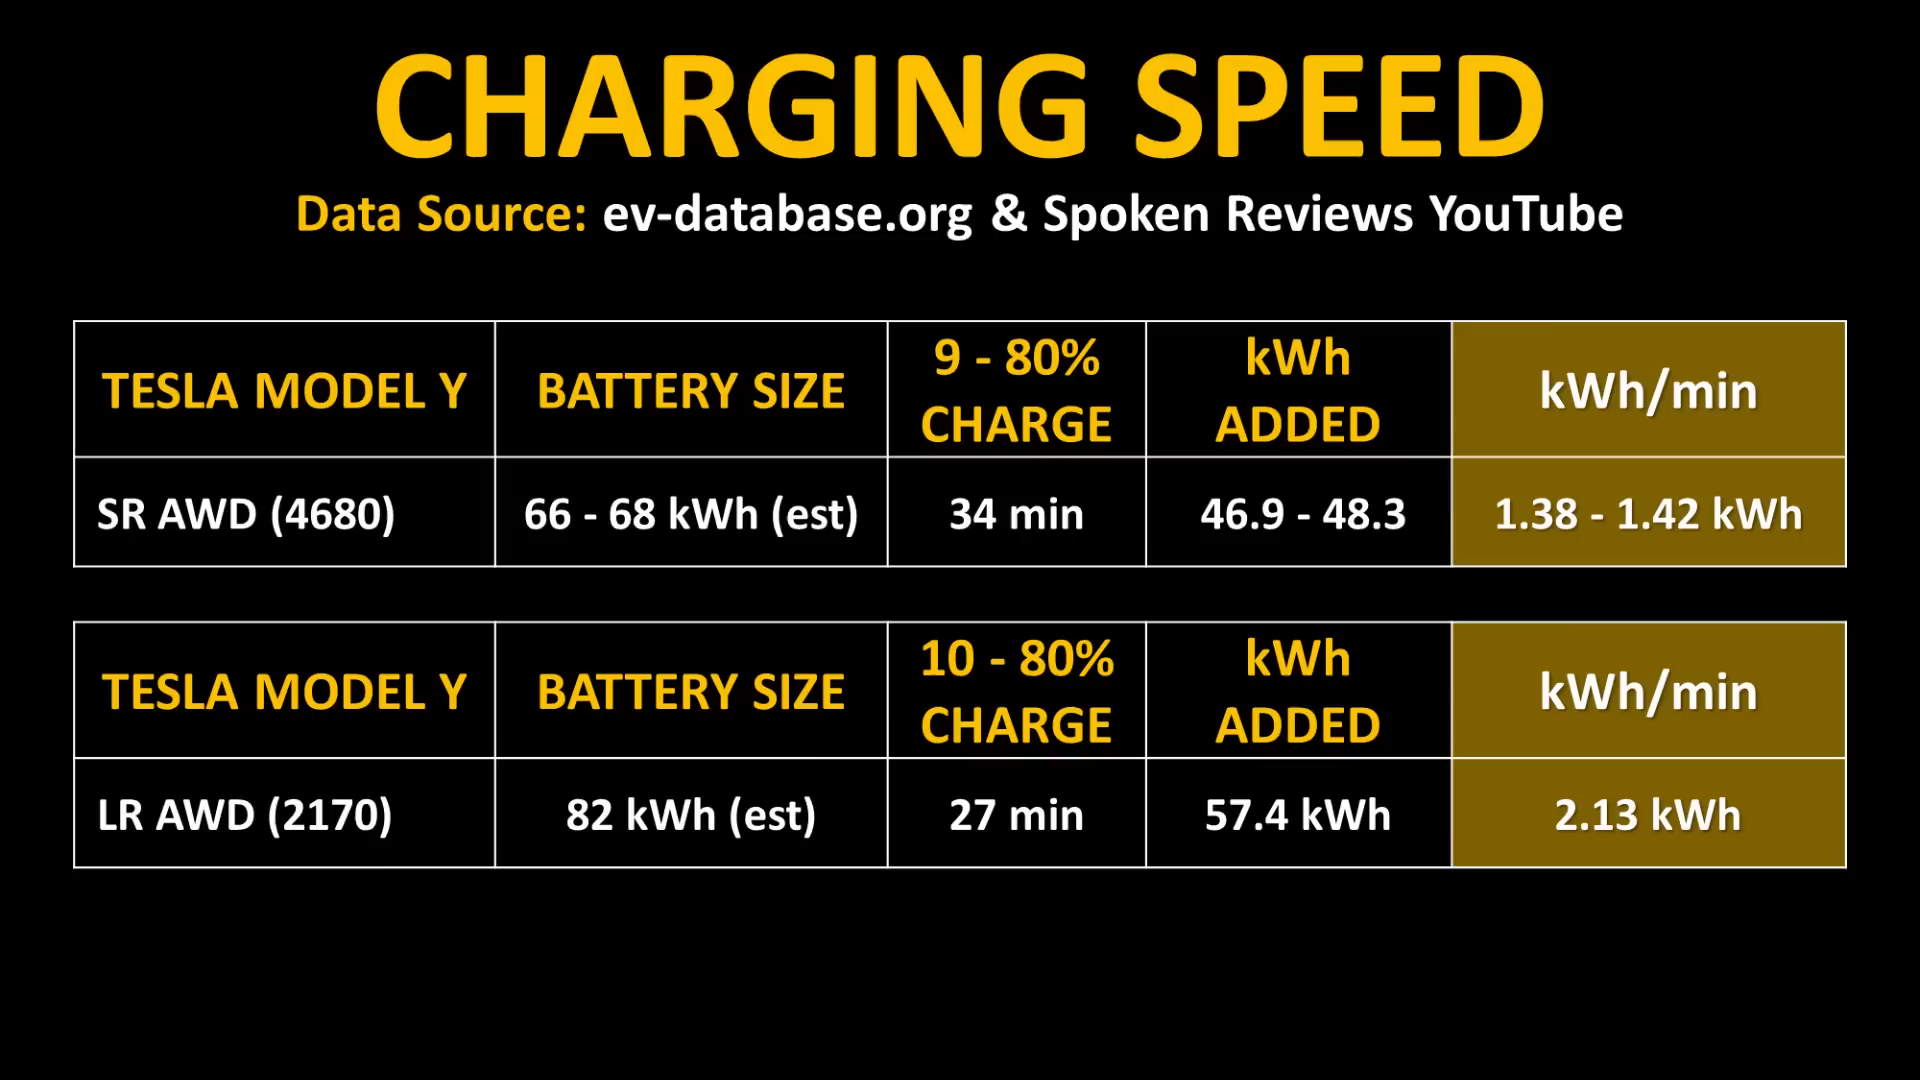 CHARGING SPEED
Data Source: ev-database.org & Spoken Reviews YouTube
TESLA MODEL Y
BATTERY SIZE
9 - 80%
CHARGE
kWh
ADDED
kWh/min
SR AWD (4680)
66 - 68 kWh (est)
34 min
46.9 - 48.3
1.38 - 1.42 kWh
TESLA MODEL Y
BATTERY SIZE
10 - 80%
CHARGE
kWh
ADDED
kWh/min
LR AWD (2170)
82 kWh (est)
27 min
57.4 kWh
2.13 kWh